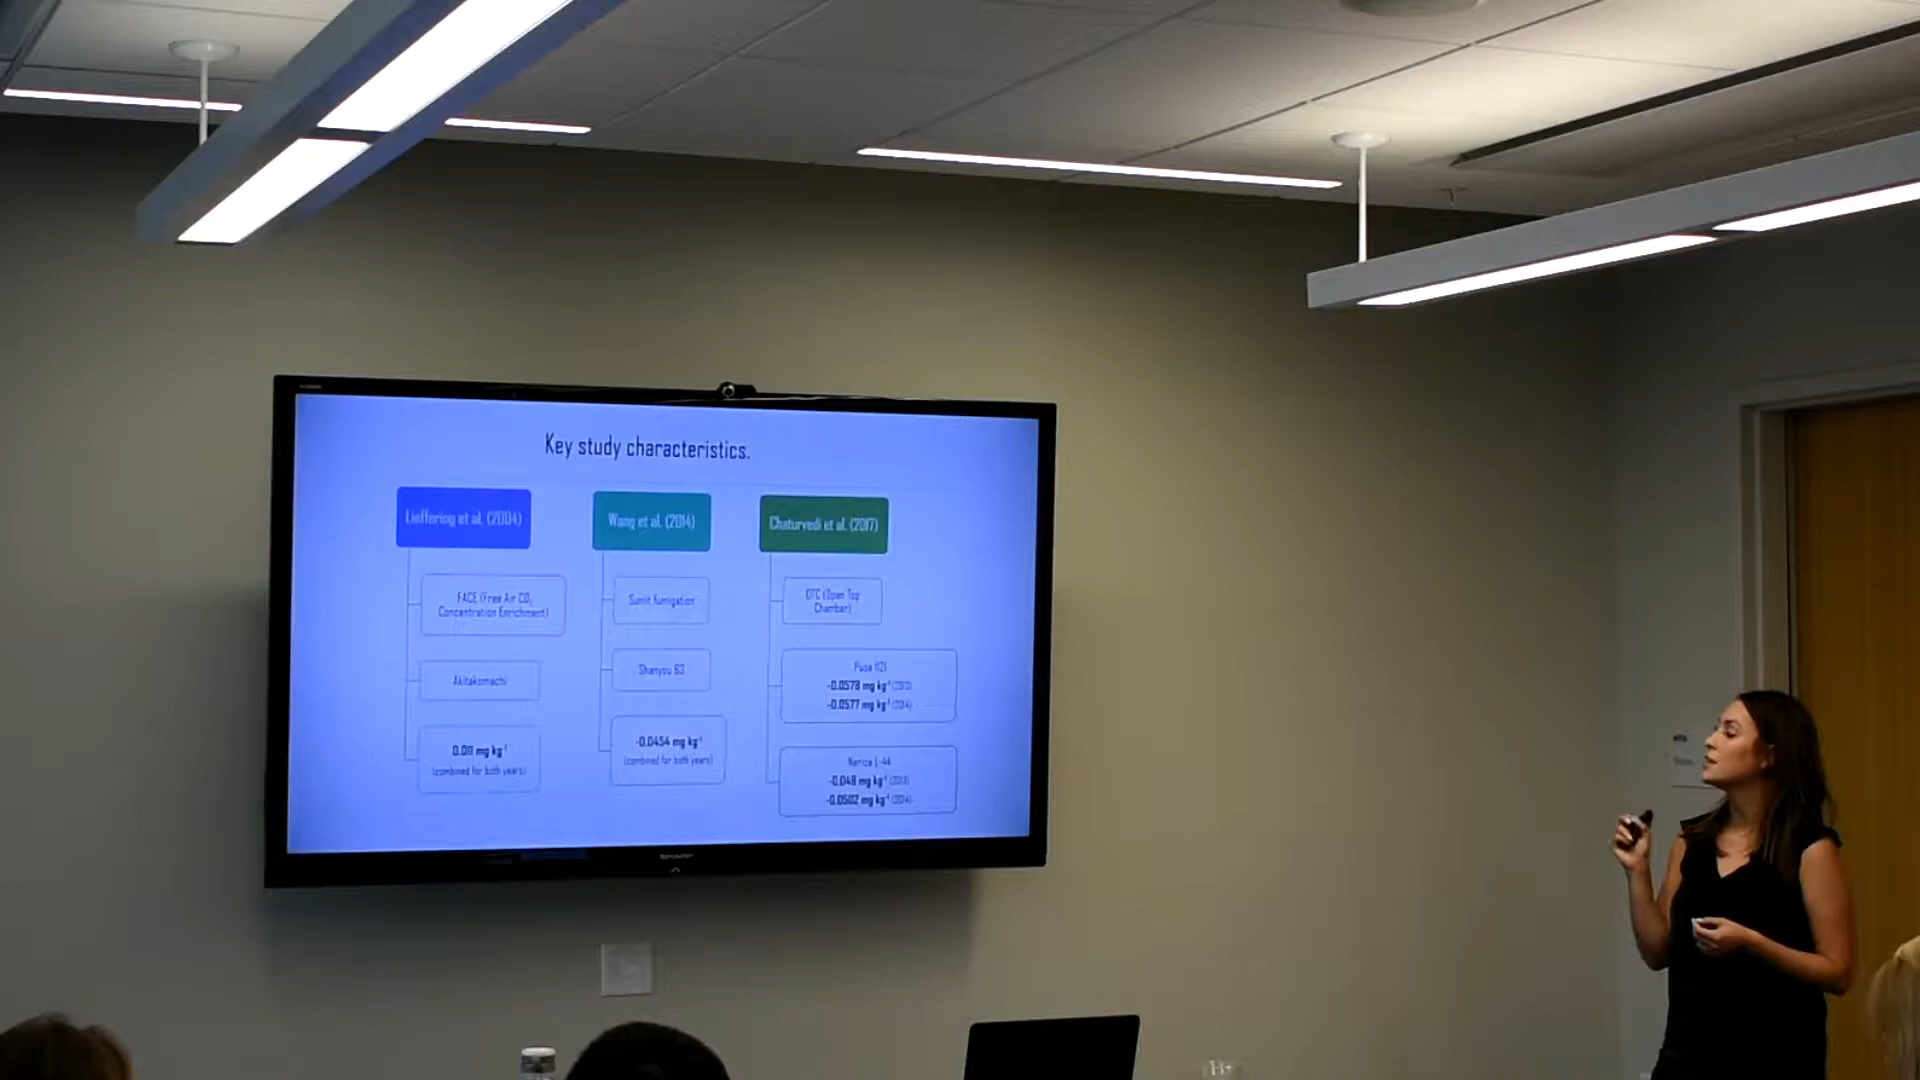 Key study characteristics.
Lieffering et al. (2004)
FACE (Free Air CO₂
Concentration Enrichment)
Akitakomachi
0.011 mg kg⁻¹
(combined for both years)
Wang et al. (2014)
Sunlit fumigation
Shanyou 63
-0.0454 mg kg⁻¹
(combined for both years)
Chaturvedi et al. (2017)
OTC (Open Top
Chamber)
Pusa 1121
-0.0578 mg kg⁻¹ (2013)
-0.0577 mg kg⁻¹ (2014)
Nerica L-44
-0.048 mg kg⁻¹ (2013)
-0.0502 mg kg⁻¹ (2014)
SHARP